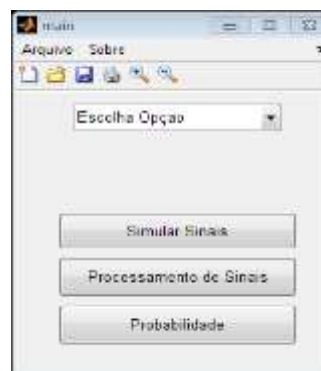 main
Arquivo Sobre
Escolha Opçao
Simular Sinais
Processamento de Sinais
Probabilidade